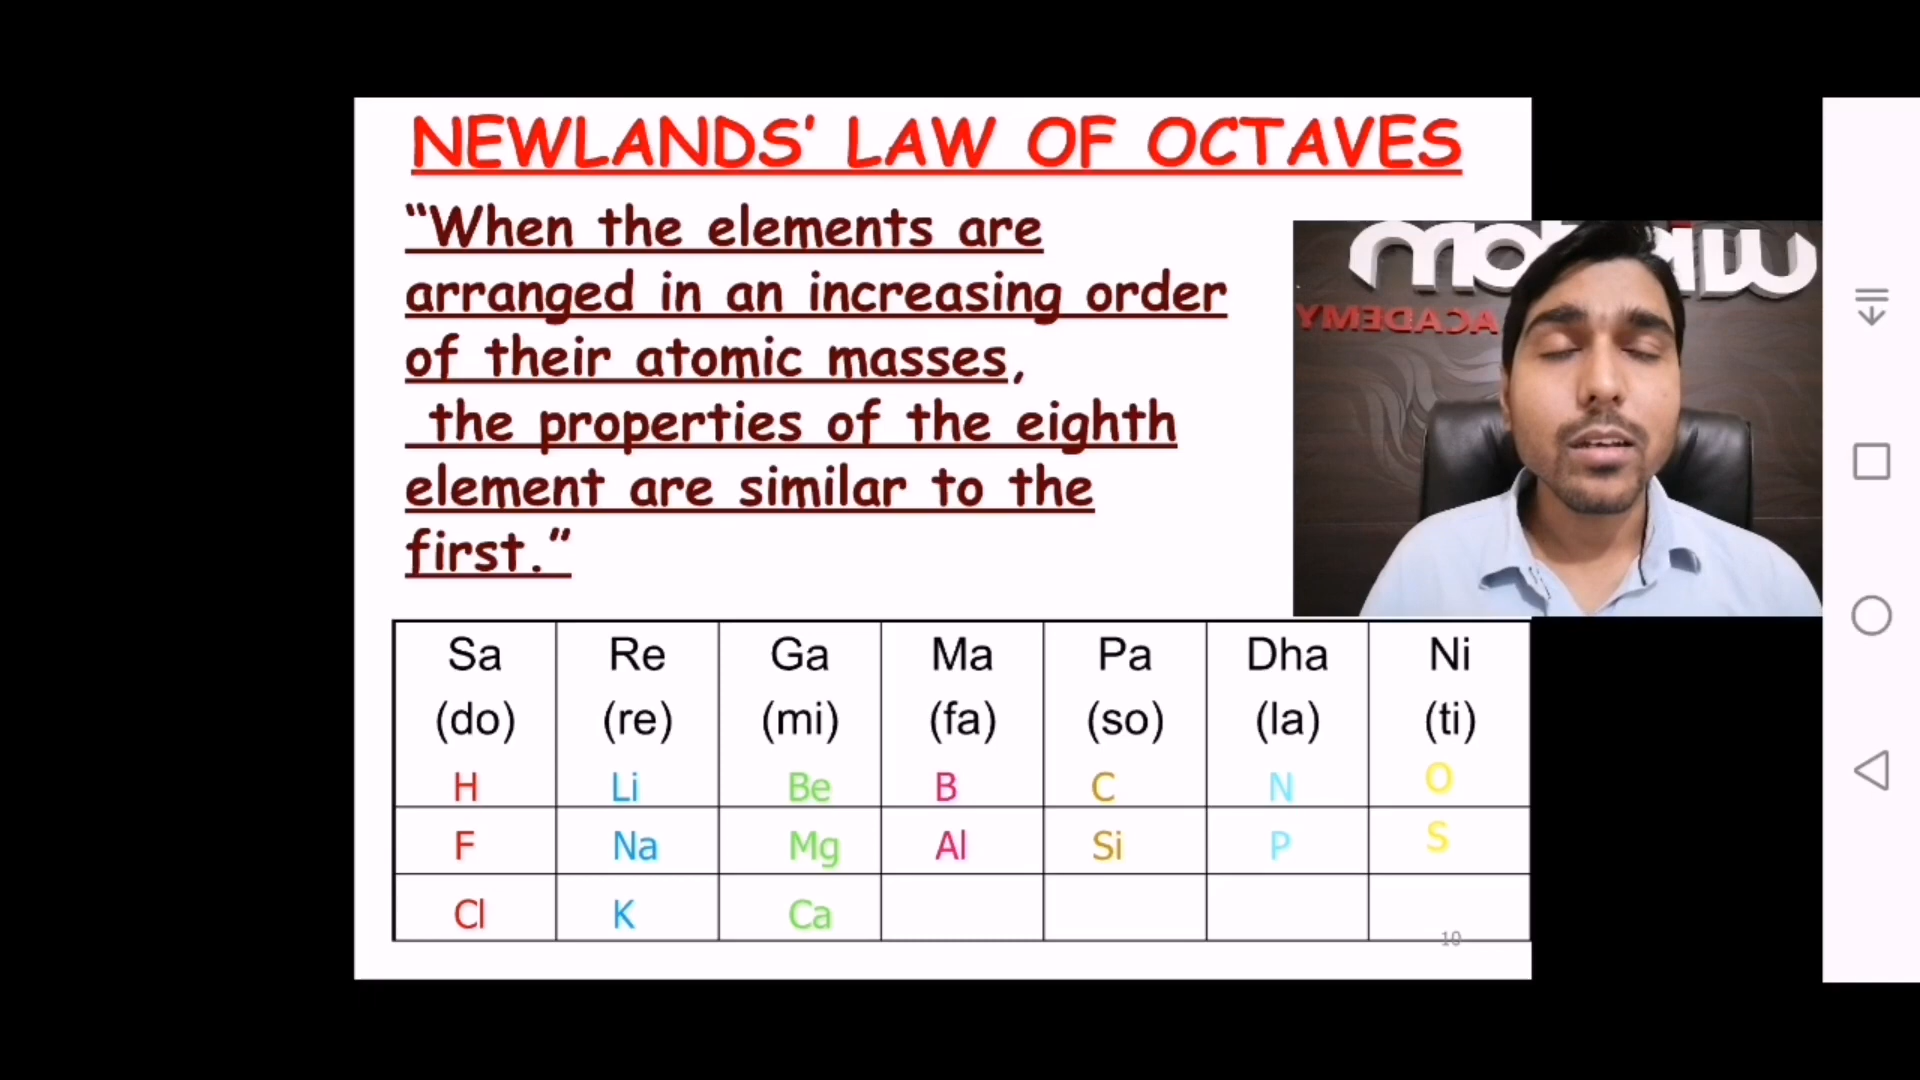 NEWLANDS’ LAW OF OCTAVES
“When the elements are
arranged in an increasing order
of their atomic masses,
the properties of the eighth
element are similar to the
first.”
ACADEMY
Sa Re Ga Ma Pa Dha Ni
(do) (re) (mi) (fa) (so) (la) (ti)
H Li Be B C N O
F Na Mg Al Si P S
Cl K Ca
10